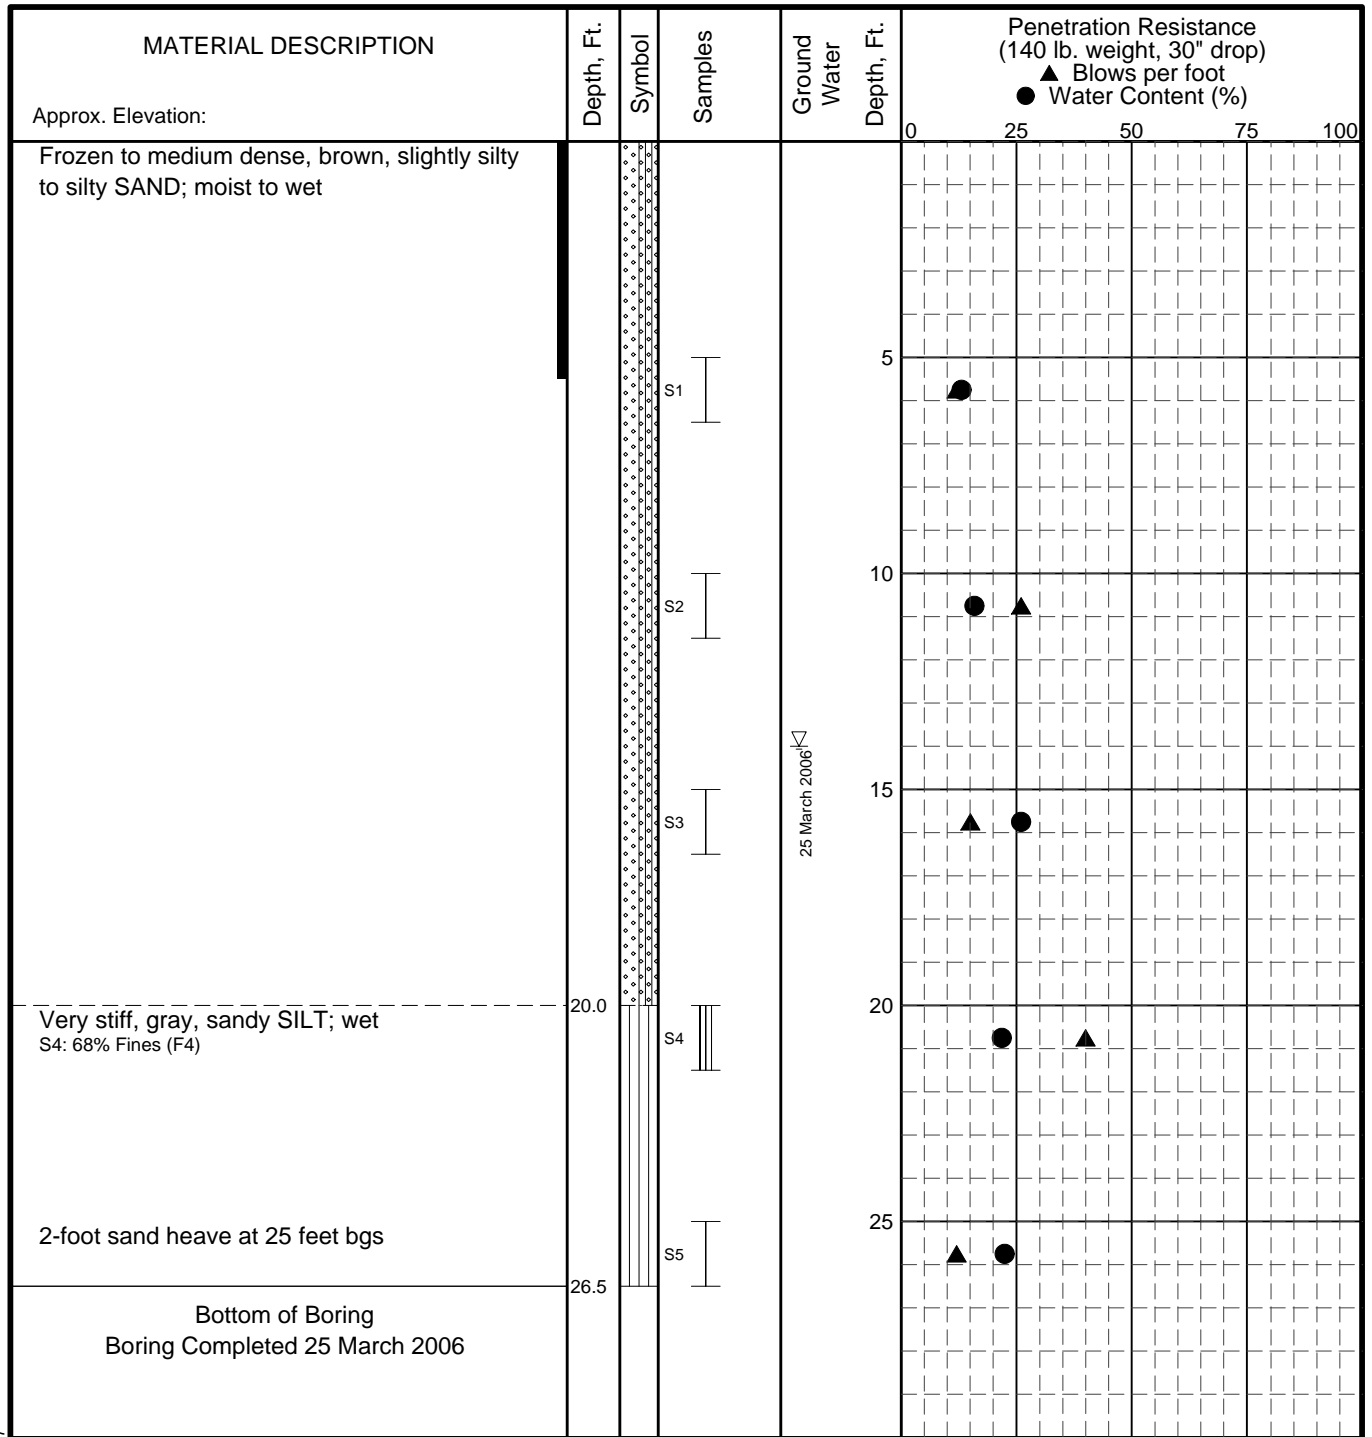 MATERIAL DESCRIPTION
Approx. Elevation:
Depth, Ft.
Symbol
Samples
Ground
Water
Depth, Ft.
Penetration Resistance
(140 lb. weight, 30" drop)
▲ Blows per foot
● Water Content (%)
0 25 50 75 100
Frozen to medium dense, brown, slightly silty
to silty SAND; moist to wet
5
S1
10
S2
25 March 2006
15
S3
20.0
20
Very stiff, gray, sandy SILT; wet
S4: 68% Fines (F4)
S4
25
2-foot sand heave at 25 feet bgs
S5
26.5
Bottom of Boring
Boring Completed 25 March 2006